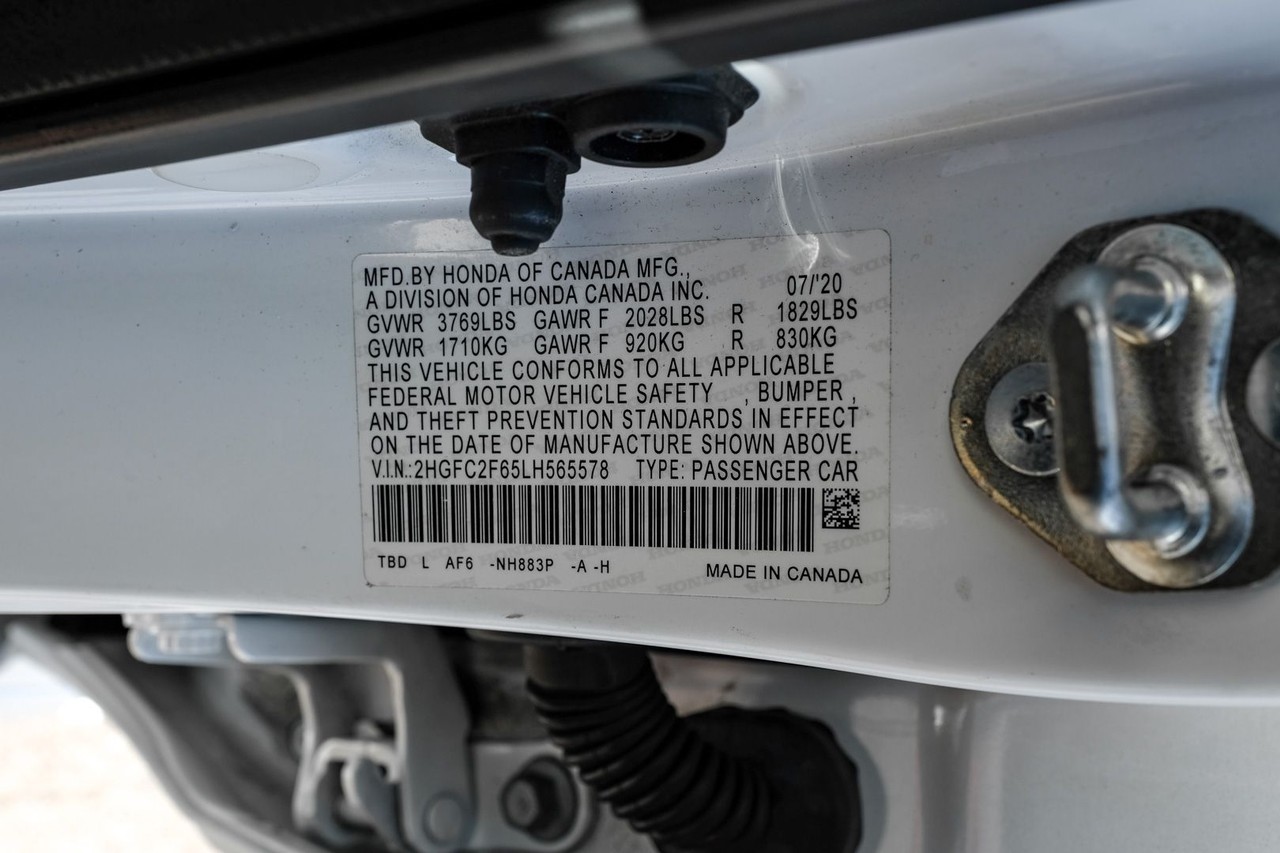 MFD.BY HONDA OF CANADA MFG.,
A DIVISION OF HONDA CANADA INC. 07/'20
GVWR 3769LBS GAWR F 2028LBS R 1829LBS
GVWR 1710KG GAWR F 920KG R 830KG
THIS VEHICLE CONFORMS TO ALL APPLICABLE
FEDERAL MOTOR VEHICLE SAFETY , BUMPER ,
AND THEFT PREVENTION STANDARDS IN EFFECT
ON THE DATE OF MANUFACTURE SHOWN ABOVE.
V.I.N.:2HGFC2F65LH565578 TYPE: PASSENGER CAR
TBD L AF6 -NH883P -A -H MADE IN CANADA